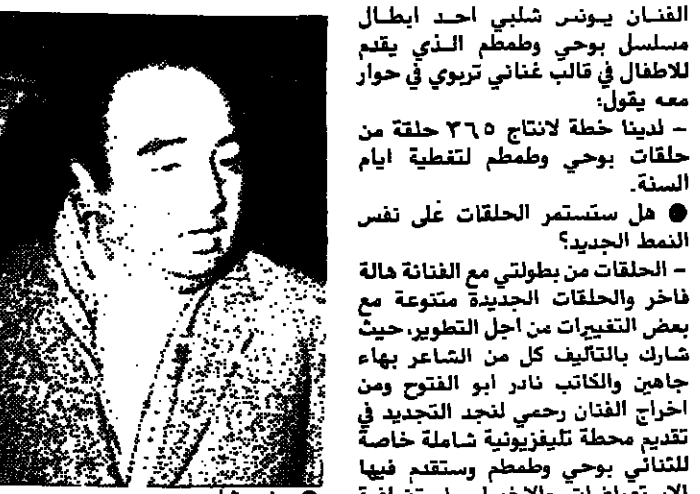 الفنان يونس شلبي احد ابطال
مسلسل بوحي وطمطم الذي يقدم
للاطفال في قالب غنائي تربوي في حوار
معه يقول:
– لدينا خطة لانتاج ٣٦٥ حلقة من
حلقات بوحي وطمطم لتغطية ايام
السنة.
● هل ستستمر الحلقات على نفس
النمط الجديد؟
– الحلقات من بطولتي مع الفنانة هالة
فاخر والحلقات الجديدة متنوعة مع
بعض التغييرات من اجل التطوير، حيث
شارك بالتأليف كل من الشاعر بهاء
جاهين والكاتب نادر ابو الفتوح ومن
اخراج الفنان رحمي لنجد التجديد في
تقديم محطة تليفزيونية شاملة خاصة
للثنائي بوحي وطمطم وستقدم فيها